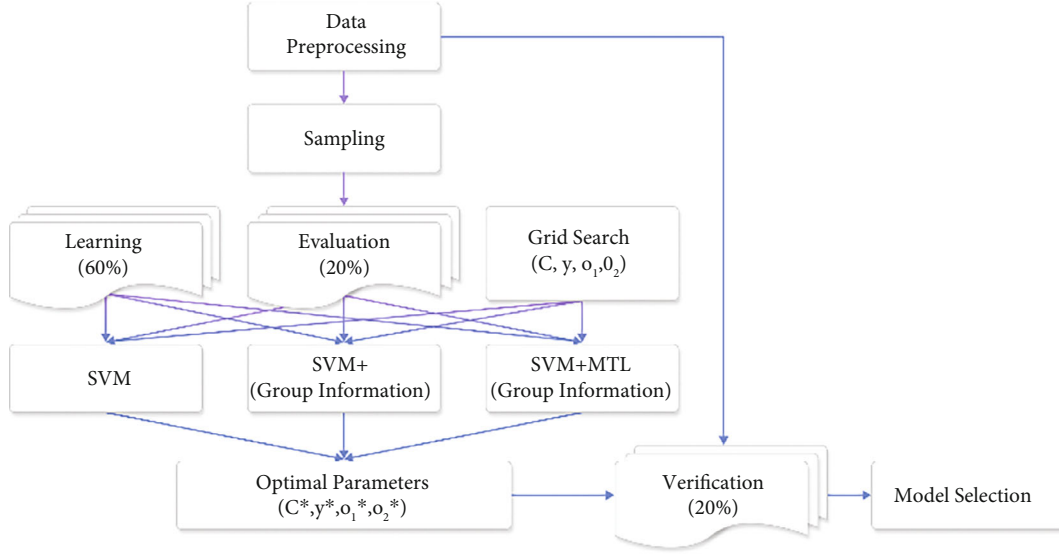 Data
Preprocessing
Sampling
Learning
(60%)
Evaluation
(20%)
Grid Search
(C, y, o₁,0₂)
SVM
SVM+
(Group Information)
SVM+MTL
(Group Information)
Optimal Parameters
(C*,y*,o₁*,o₂*)
Verification
(20%)
Model Selection